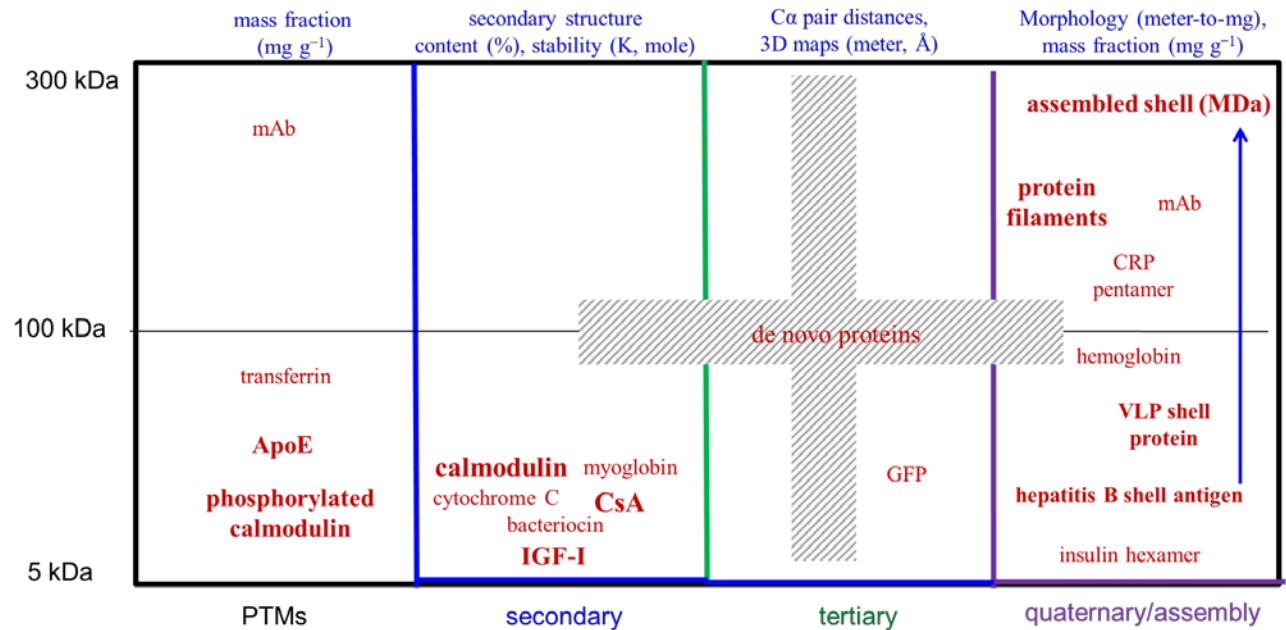 mass fraction
(mg g⁻¹)
secondary structure
content (%), stability (K, mole)
Cα pair distances,
3D maps (meter, Å)
Morphology (meter-to-mg),
mass fraction (mg g⁻¹)
300 kDa
100 kDa
5 kDa
mAb
transferrin
ApoE
phosphorylated
calmodulin
calmodulin
myoglobin
cytochrome C
CsA
bacteriocin
IGF-I
de novo proteins
GFP
assembled shell (MDa)
protein
filaments
mAb
CRP
pentamer
hemoglobin
VLP shell
protein
hepatitis B shell antigen
insulin hexamer
PTMs
secondary
tertiary
quaternary/assembly